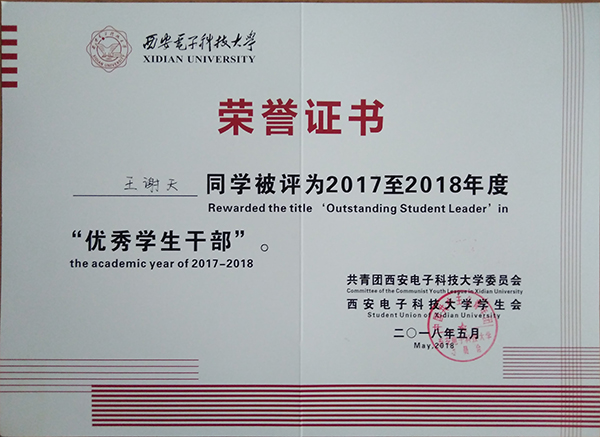 西安电子科技大学
XIDIAN UNIVERSITY
荣誉证书
王谢天 同学被评为2017至2018年度
Rewarded the title ‘Outstanding Student Leader’ in
“优秀学生干部”。
the academic year of 2017-2018
共青团西安电子科技大学委员会
Committee of the Communist Youth League in Xidian University
西安电子科技大学学生会
Student Union of Xidian University
二〇一八年五月
May,2018